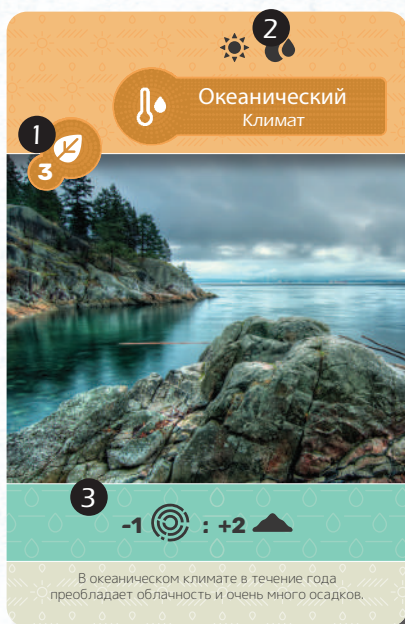 2
Океанический
Климат
1
3
3
-1 : +2
В океаническом климате в течение года
преобладает облачность и очень много осадков.